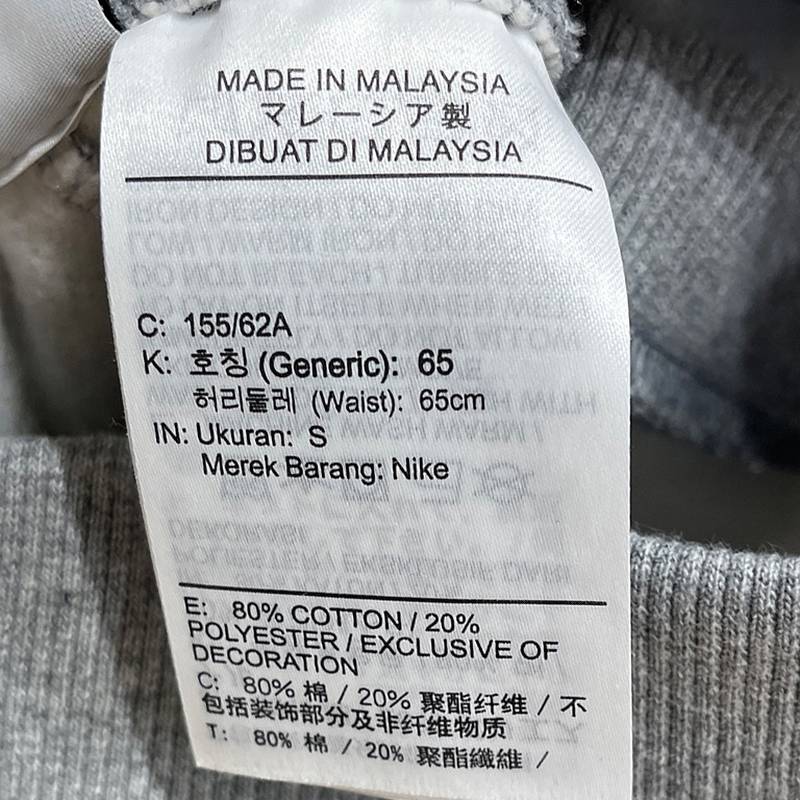 MADE IN MALAYSIA
マレーシア製
DIBUAT DI MALAYSIA
C: 155/62A
K: 호칭 (Generic): 65
허리둘레 (Waist): 65cm
IN: Ukuran: S
Merek Barang: Nike
E: 80% COTTON / 20%
POLYESTER / EXCLUSIVE OF
DECORATION
C: 80% 棉 / 20% 聚酯纤维 / 不
包括装饰部分及非纤维物质
T: 80% 棉 / 20% 聚酯纖維 /